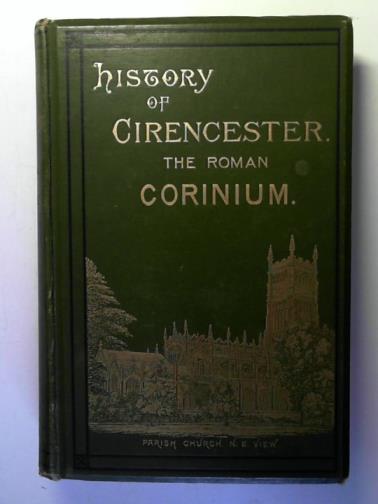 HISTORY
OF
CIRENCESTER.
THE ROMAN
CORINIUM.
PARISH CHURCH N. E. VIEW